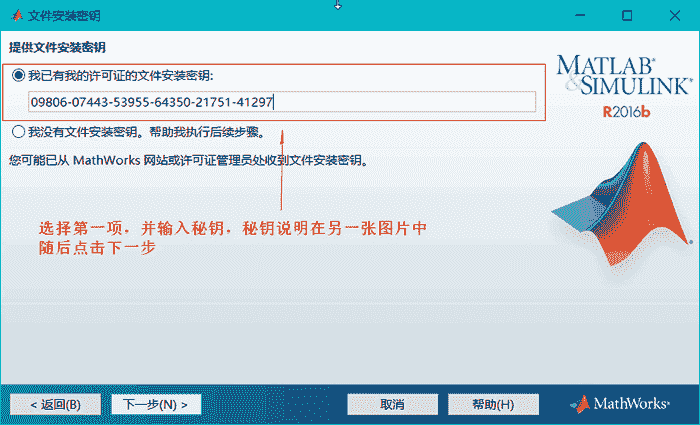 文件安装密钥
提供文件安装密钥
我已有我的许可证的文件安装密钥:
09806-07443-53955-64350-21751-41297
我没有文件安装密钥。帮助我执行后续步骤。
您可能已从 MathWorks 网站或许可证管理员处收到文件安装密钥。
MATLAB
&SIMULINK®
R2016b
选择第一项，并输入秘钥，秘钥说明在另一张图片中
随后点击下一步
< 返回(B)
下一步(N) >
取消
帮助(H)
MathWorks®